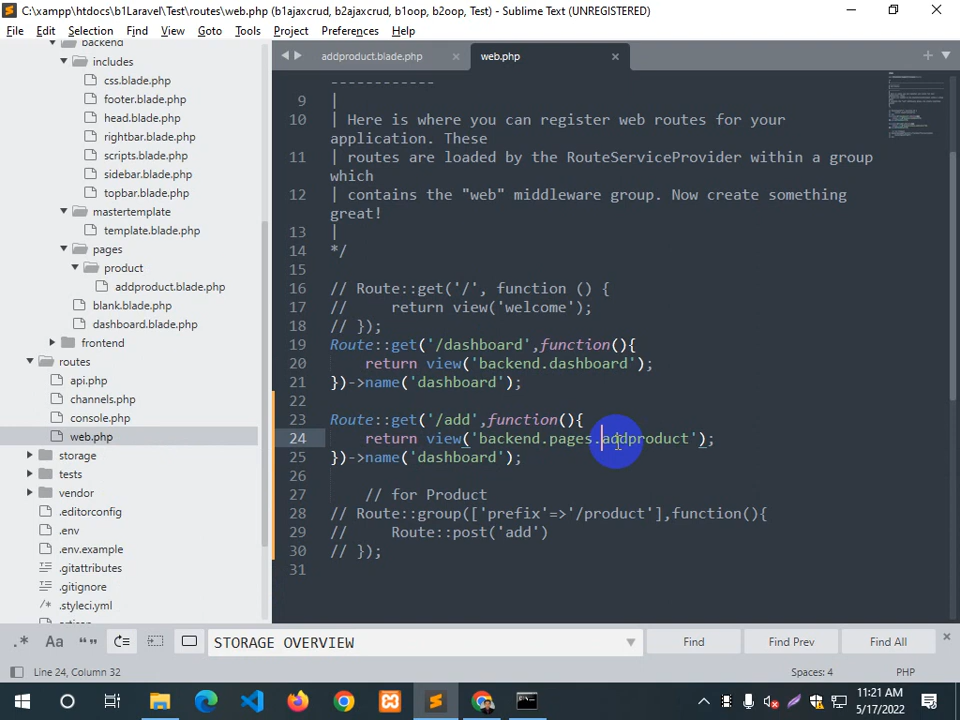 C:\xampp\htdocs\b1Laravel\Test\routes\web.php (b1ajaxcrud, b2ajaxcrud, b1oop, b2oop, Test) - Sublime Text (UNREGISTERED)
File Edit Selection Find View Goto Tools Project Preferences Help
backend
includes
css.blade.php
footer.blade.php
head.blade.php
rightbar.blade.php
scripts.blade.php
sidebar.blade.php
topbar.blade.php
mastertemplate
template.blade.php
pages
product
addproduct.blade.php
blank.blade.php
dashboard.blade.php
frontend
routes
api.php
channels.php
console.php
web.php
storage
tests
vendor
.editorconfig
.env
.env.example
.gitattributes
.gitignore
.styleci.yml
addproduct.blade.php × web.php ×
------------
9 |
10 | Here is where you can register web routes for your
application. These
11 | routes are loaded by the RouteServiceProvider within a group
which
12 | contains the "web" middleware group. Now create something
great!
13 |
14 */
15
16 // Route::get('/', function () {
17 //     return view('welcome');
18 // });
19 Route::get('/dashboard',function(){
20     return view('backend.dashboard');
21 })->name('dashboard');
22
23 Route::get('/add',function(){
24     return view('backend.pages.addproduct');
25 })->name('dashboard');
26
27     // for Product
28 // Route::group(['prefix'=>'/product'],function(){
29 //     Route::post('add')
30 // });
31
.* Aa “” STORAGE OVERVIEW Find Find Prev Find All
Line 24, Column 32 Spaces: 4 PHP
11:21 AM
5/17/2022